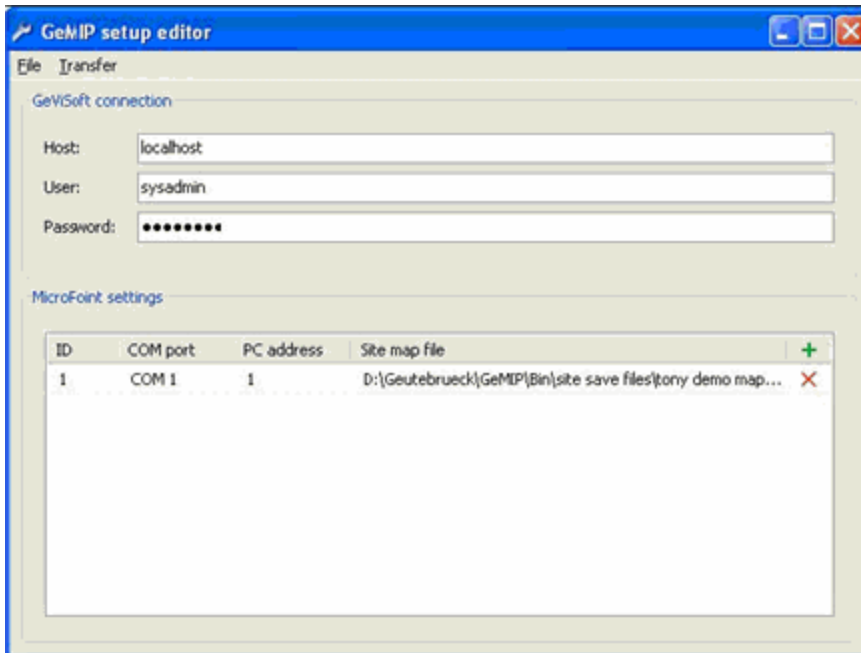 GeMIP setup editor
File Transfer
GeViSoft connection
Host: localhost
User: sysadmin
Password: ••••••••
MicroPoint settings
ID COM port PC address Site map file
1 COM 1 1 D:\Geutebrueck\GeMIP\Bin\site save files\tony demo map...